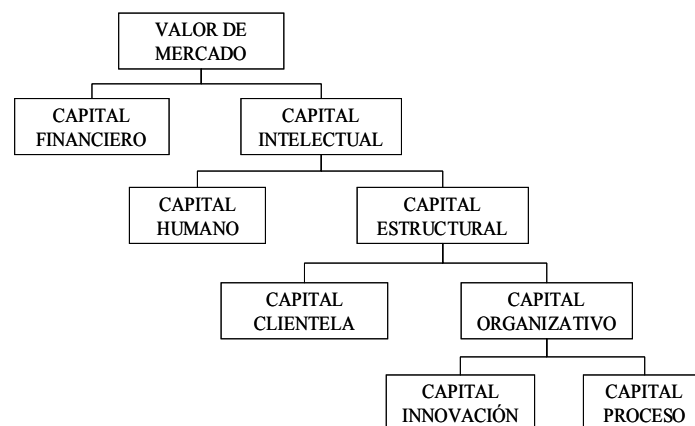 VALOR DE
MERCADO
CAPITAL
FINANCIERO
CAPITAL
INTELECTUAL
CAPITAL
HUMANO
CAPITAL
ESTRUCTURAL
CAPITAL
CLIENTELA
CAPITAL
ORGANIZATIVO
CAPITAL
INNOVACIÓN
CAPITAL
PROCESO